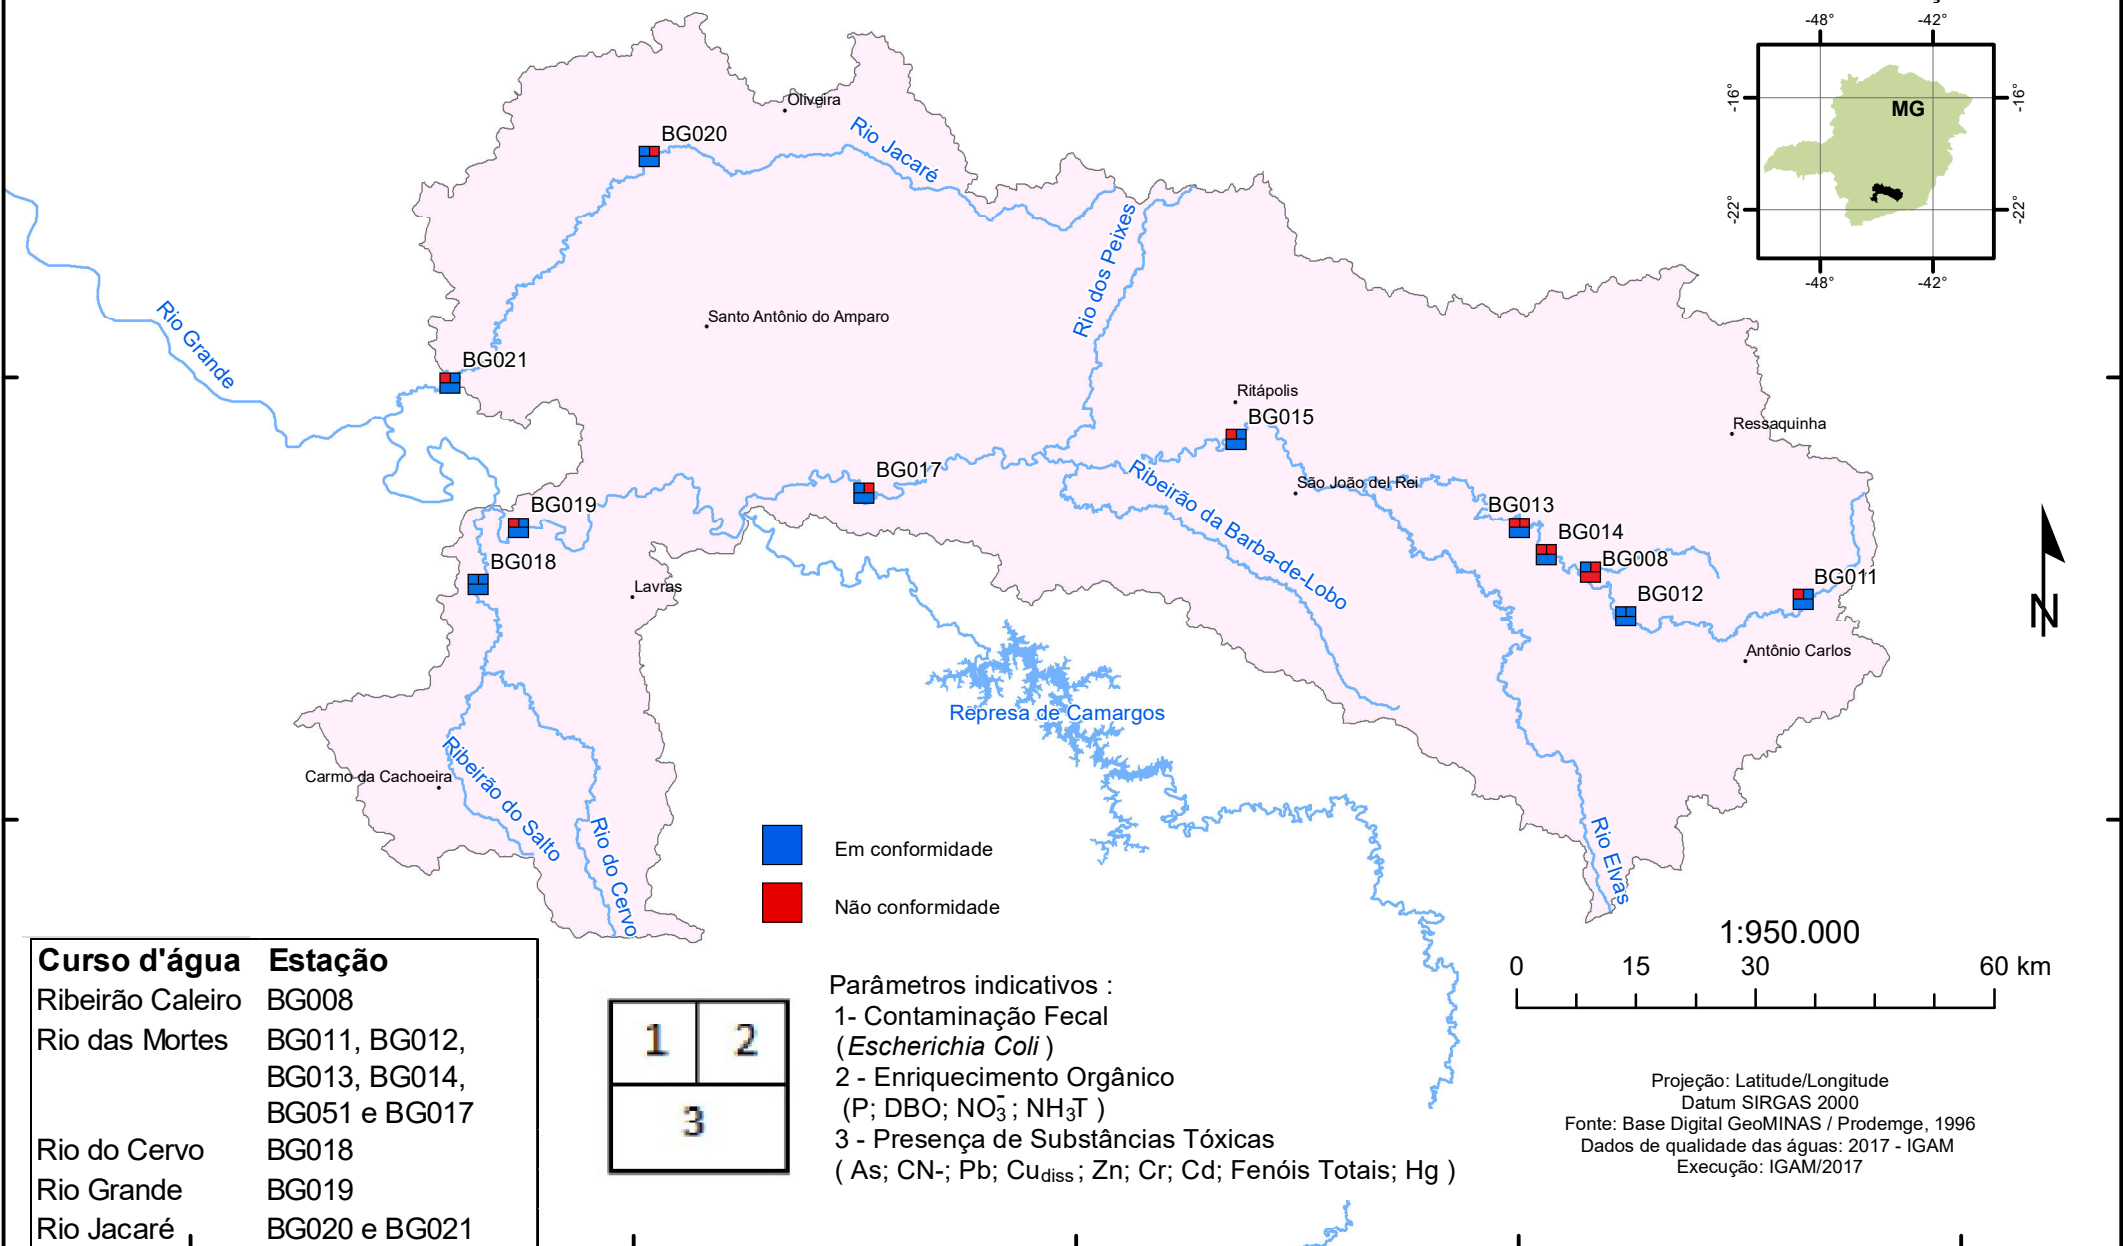 -48°
-42°
-16°
-16°
MG
-22°
-22°
-48°
-42°
Oliveira
BG020
Rio Jacaré
Rio dos Peixes
Rio Grande
Santo Antônio do Amparo
BG021
Ritápolis
BG015
Ressaquinha
BG017
Ribeirão da Barba-de-Lobo
São João del Rei
BG019
BG013
BG014
BG018
BG008
BG011
Lavras
BG012
Antônio Carlos
N
Represa de Camargos
Ribeirão do Salto
Carmo da Cachoeira
Rio do Cervo
Rio Elvas
Em conformidade
Não conformidade
1:950.000
0 15 30 60 km
Curso d'água Estação
Ribeirão Caleiro BG008
Rio das Mortes BG011, BG012,
BG013, BG014,
BG051 e BG017
Rio do Cervo BG018
Rio Grande BG019
Rio Jacaré BG020 e BG021
1 2
3
Parâmetros indicativos :
1- Contaminação Fecal
(Escherichia Coli )
2 - Enriquecimento Orgânico
(P; DBO; NO₃⁻ ; NH₃T )
3 - Presença de Substâncias Tóxicas
( As; CN-; Pb; Cudiss ; Zn; Cr; Cd; Fenóis Totais; Hg )
Projeção: Latitude/Longitude
Datum SIRGAS 2000
Fonte: Base Digital GeoMINAS / Prodemge, 1996
Dados de qualidade das águas: 2017 - IGAM
Execução: IGAM/2017